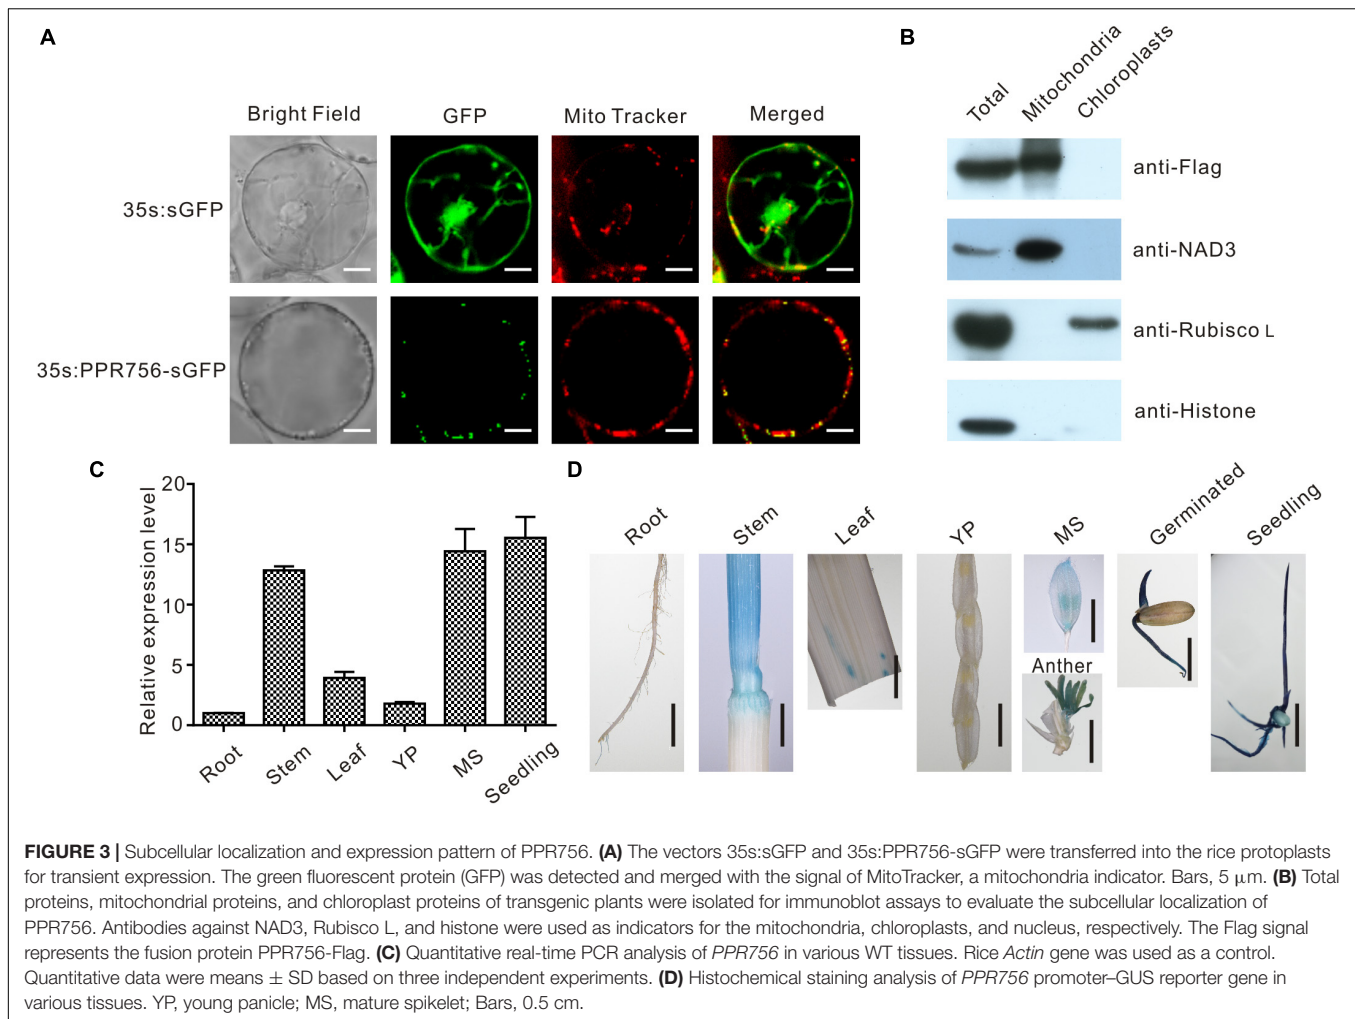 A
Bright Field GFP Mito Tracker Merged
35s:sGFP
35s:PPR756-sGFP
B
Total Mitochondria Chloroplasts
anti-Flag
anti-NAD3
anti-Rubisco L
anti-Histone
C
Relative expression level
20
15
10
5
0
Root Stem Leaf YP MS Seedling
D
Root Stem Leaf YP MS Germinated Seedling
Anther
FIGURE 3 | Subcellular localization and expression pattern of PPR756. (A) The vectors 35s:sGFP and 35s:PPR756-sGFP were transferred into the rice protoplasts
for transient expression. The green fluorescent protein (GFP) was detected and merged with the signal of MitoTracker, a mitochondria indicator. Bars, 5 μm. (B) Total
proteins, mitochondrial proteins, and chloroplast proteins of transgenic plants were isolated for immunoblot assays to evaluate the subcellular localization of
PPR756. Antibodies against NAD3, Rubisco L, and histone were used as indicators for the mitochondria, chloroplasts, and nucleus, respectively. The Flag signal
represents the fusion protein PPR756-Flag. (C) Quantitative real-time PCR analysis of PPR756 in various WT tissues. Rice Actin gene was used as a control.
Quantitative data were means ± SD based on three independent experiments. (D) Histochemical staining analysis of PPR756 promoter–GUS reporter gene in
various tissues. YP, young panicle; MS, mature spikelet; Bars, 0.5 cm.